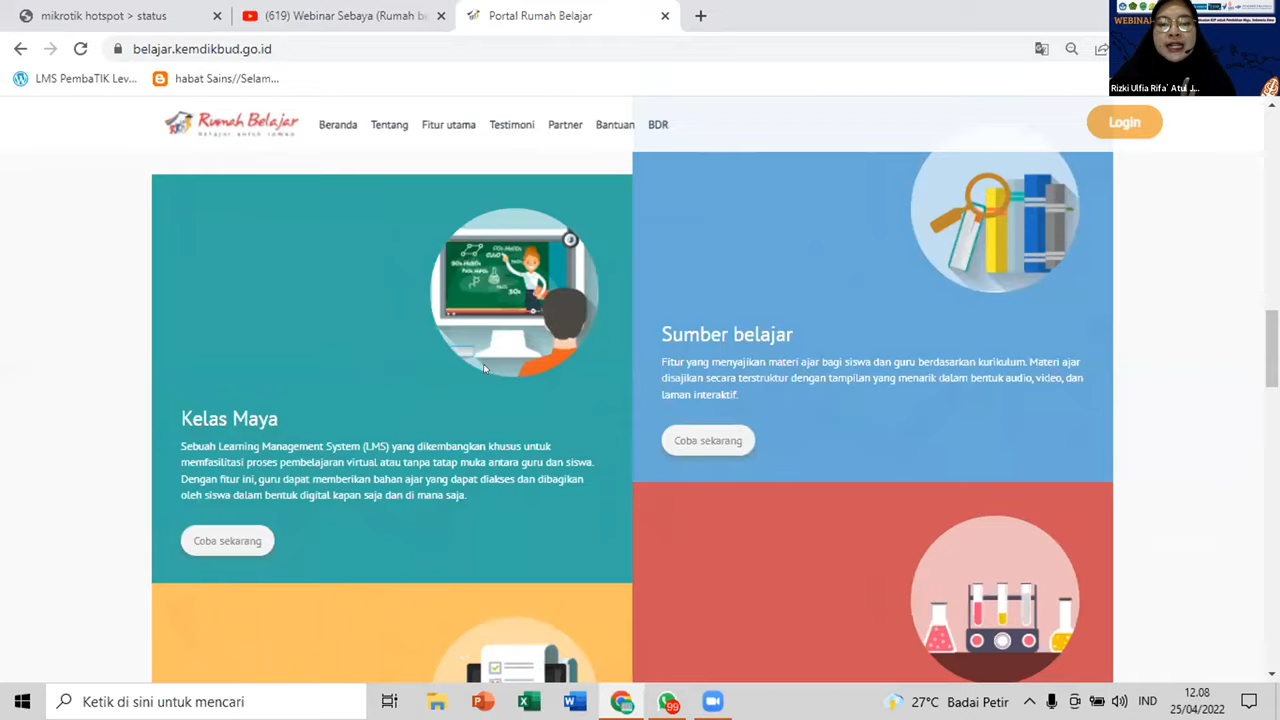 mikrotik hotspot > status
(619) Webinar Sebaya (Rumah
Portal Rumah Belajar
belajar.kemdikbud.go.id
LMS PembaTIK Lev...
habat Sains//Selam...
WEBINAR
Rizki Ulfia Rifa` Atul J...
Rumah Belajar
Belajar untuk semua
Beranda
Tentang
Fitur utama
Testimoni
Partner
Bantuan
BDR
Login
Kelas Maya
Sebuah Learning Management System (LMS) yang dikembangkan khusus untuk
memfasilitasi proses pembelajaran virtual atau tanpa tatap muka antara guru dan siswa.
Dengan fitur ini, guru dapat memberikan bahan ajar yang dapat diakses dan dibagikan
oleh siswa dalam bentuk digital kapan saja dan di mana saja.
Coba sekarang
Sumber belajar
Fitur yang menyajikan materi ajar bagi siswa dan guru berdasarkan kurikulum. Materi ajar
disajikan secara terstruktur dengan tampilan yang menarik dalam bentuk audio, video, dan
laman interaktif.
Coba sekarang
Ketik di sini untuk mencari
99
27°C Badai Petir
IND
12.08
25/04/2022